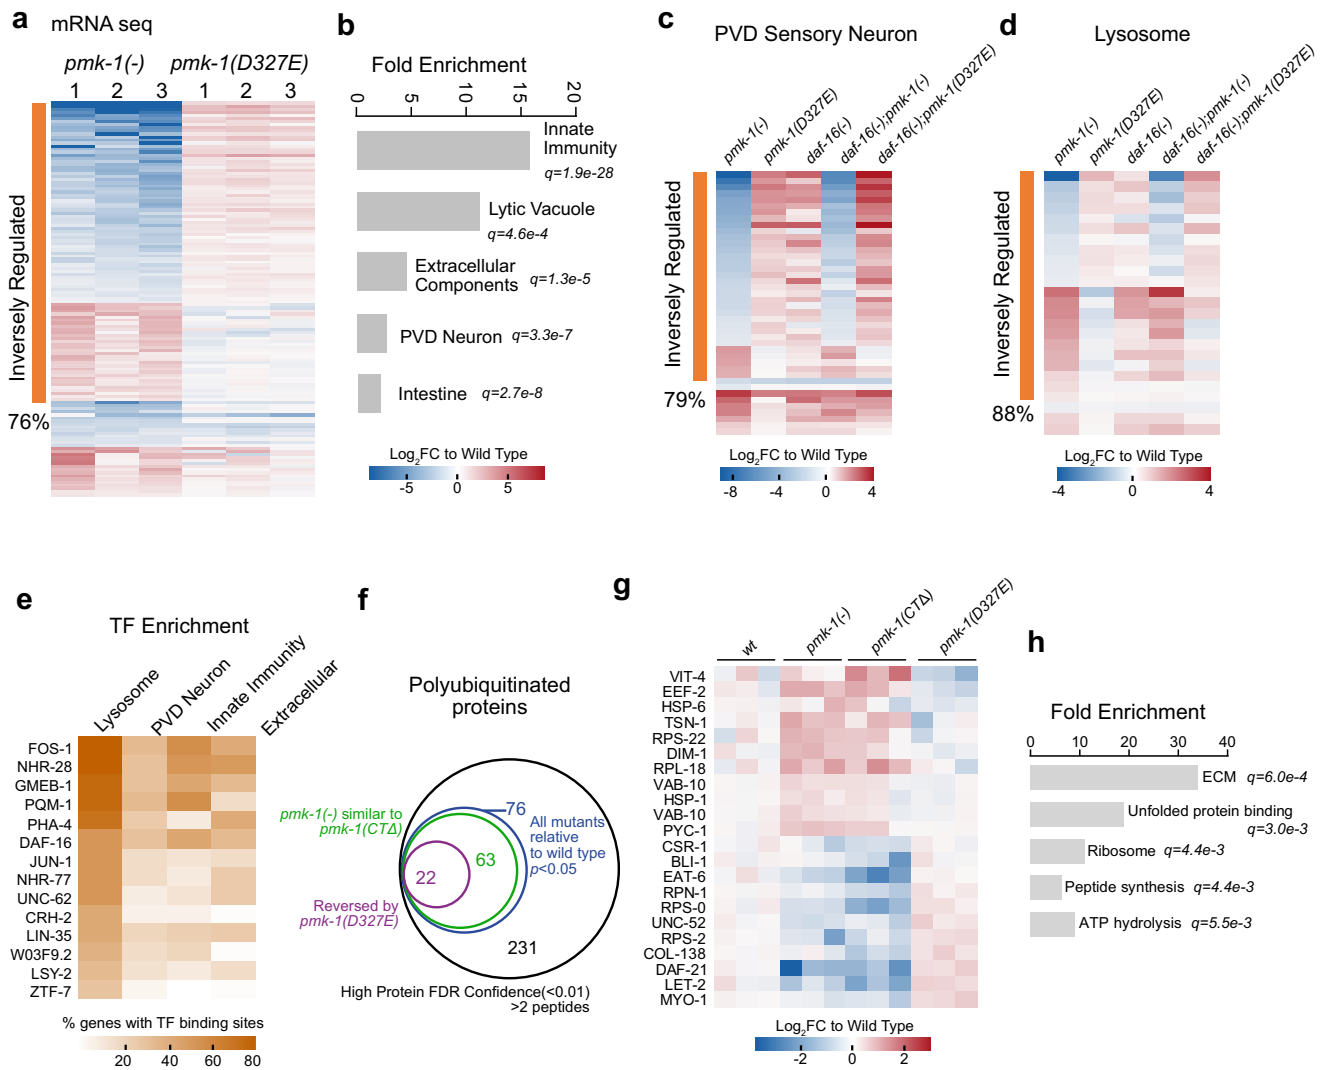 a
mRNA seq
pmk-1(-) pmk-1(D327E)
1 2 3 1 2 3
Inversely Regulated
76%
b
Fold Enrichment
0 5 10 15 20
Innate
Immunity
q=1.9e-28
Lytic Vacuole
q=4.6e-4
Extracellular
Components q=1.3e-5
PVD Neuron q=3.3e-7
Intestine q=2.7e-8
Log2FC to Wild Type
-5 0 5
c
PVD Sensory Neuron
pmk-1(-)
pmk-1(D327E)
daf-16(-)
daf-16(-);pmk-1(-)
daf-16(-);pmk-1(D327E)
Inversely Regulated
79%
Log2FC to Wild Type
-8 -4 0 4
d
Lysosome
pmk-1(-)
pmk-1(D327E)
daf-16(-)
daf-16(-);pmk-1(-)
daf-16(-);pmk-1(D327E)
Inversely Regulated
88%
Log2FC to Wild Type
-4 0 4
e
TF Enrichment
Lysosome
PVD Neuron
Innate Immunity
Extracellular
FOS-1
NHR-28
GMEB-1
PQM-1
PHA-4
DAF-16
JUN-1
NHR-77
UNC-62
CRH-2
LIN-35
W03F9.2
LSY-2
ZTF-7
% genes with TF binding sites
20 40 60 80
f
Polyubiquitinated
proteins
pmk-1(-) similar to
pmk-1(CTΔ)
76
All mutants
relative
to wild type
p<0.05
63
22
Reversed by
pmk-1(D327E)
231
High Protein FDR Confidence(<0.01)
>2 peptides
g
wt
pmk-1(-)
pmk-1(CTΔ)
pmk-1(D327E)
VIT-4
EEF-2
HSP-6
TSN-1
RPS-22
DIM-1
RPL-18
VAB-10
HSP-1
VAB-10
PYC-1
CSR-1
BLI-1
EAT-6
RPN-1
RPS-0
UNC-52
RPS-2
COL-138
DAF-21
LET-2
MYO-1
Log2FC to Wild Type
-2 0 2
h
Fold Enrichment
0 10 20 30 40
ECM q=6.0e-4
Unfolded protein binding
q=3.0e-3
Ribosome q=4.4e-3
Peptide synthesis q=4.4e-3
ATP hydrolysis q=5.5e-3